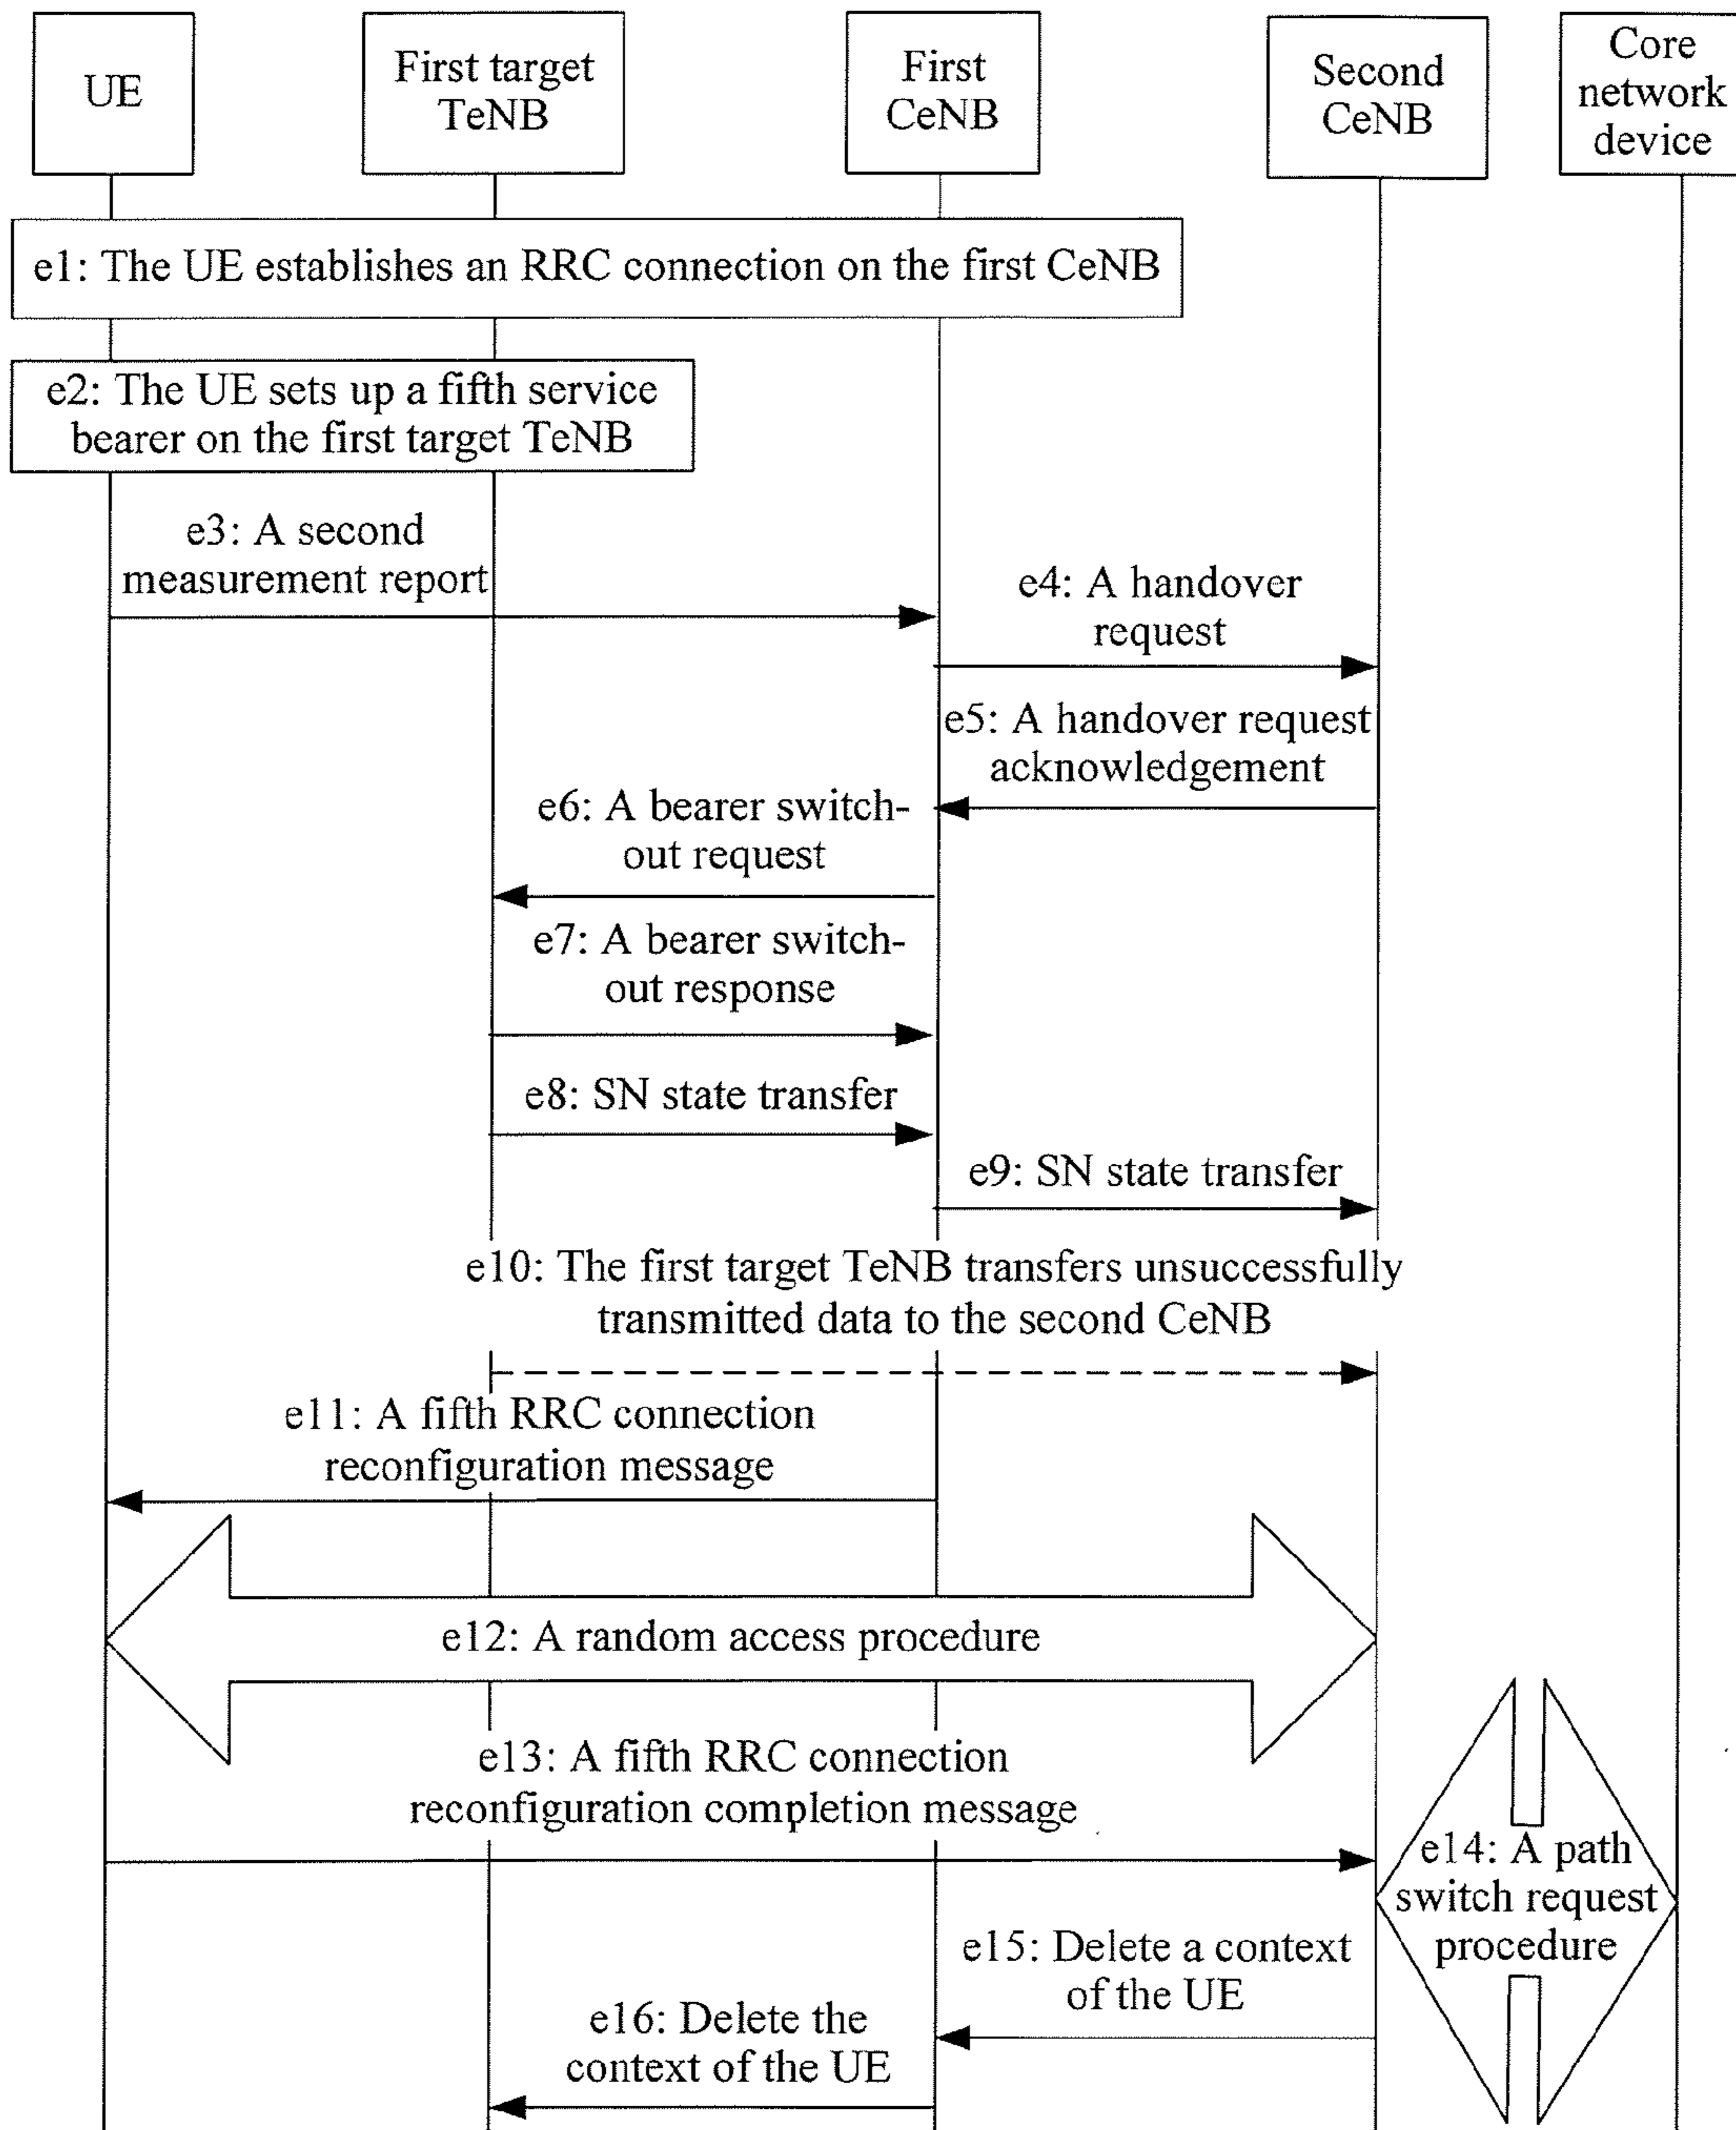 UE
First target
TeNB
First
CeNB
Second
CeNB
Core
network
device
e1: The UE establishes an RRC connection on the first CeNB
e2: The UE sets up a fifth service
bearer on the first target TeNB
e3: A second
measurement report
e4: A handover
request
e5: A handover request
acknowledgement
e6: A bearer switch-
out request
e7: A bearer switch-
out response
e8: SN state transfer
e9: SN state transfer
e10: The first target TeNB transfers unsuccessfully
transmitted data to the second CeNB
e11: A fifth RRC connection
reconfiguration message
e12: A random access procedure
e13: A fifth RRC connection
reconfiguration completion message
e14: A path
switch request
procedure
e15: Delete a context
of the UE
e16: Delete the
context of the UE